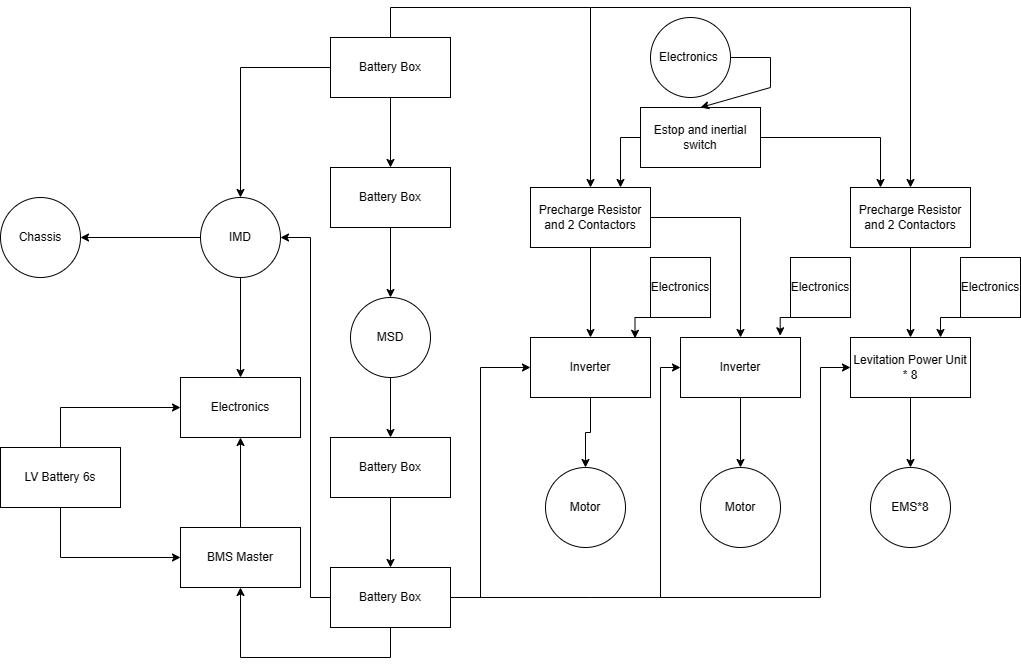 Battery Box
Electronics
Estop and inertial
switch
Battery Box
Precharge Resistor
and 2 Contactors
Precharge Resistor
and 2 Contactors
Chassis
IMD
Electronics
Electronics
Electronics
MSD
Inverter
Inverter
Levitation Power Unit
* 8
Electronics
Battery Box
LV Battery 6s
Motor
Motor
EMS*8
BMS Master
Battery Box